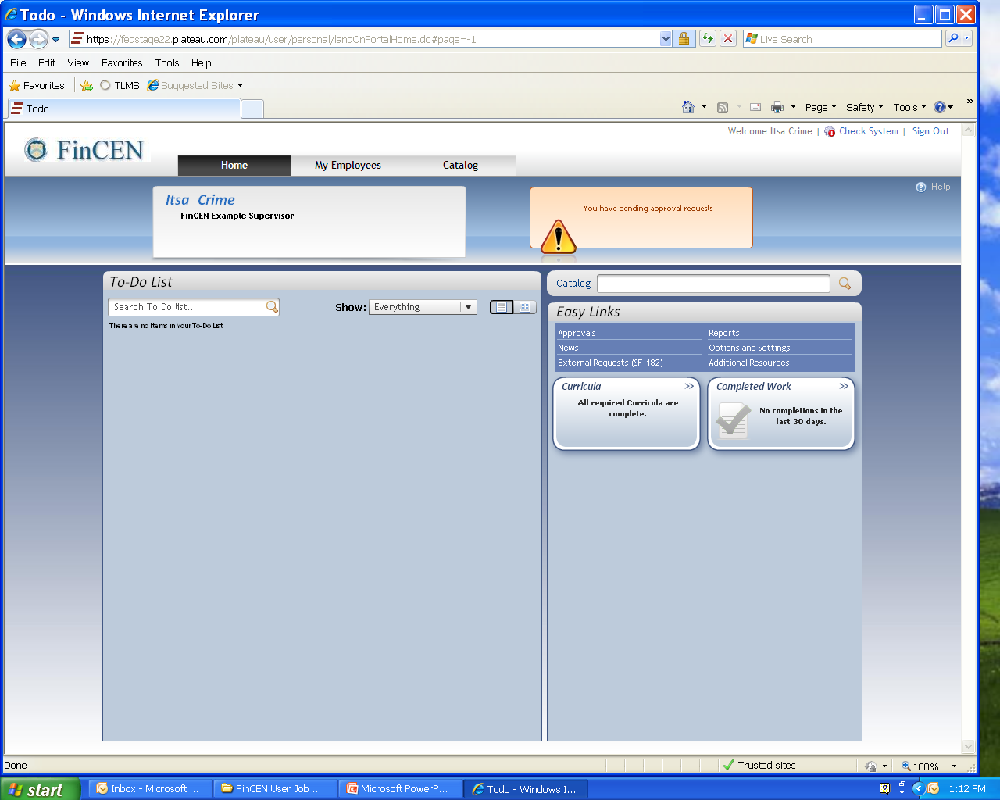 Todo - Windows Internet Explorer
https://fedstage22.plateau.com/plateau/user/personal/landOnPortalHome.do#page=-1
Live Search
File Edit View Favorites Tools Help
Favorites TLMS Suggested Sites
Todo
Page Safety Tools
Welcome Itsa Crime | Check System | Sign Out
FinCEN
Home My Employees Catalog
Help
Itsa Crime
FinCEN Example Supervisor
You have pending approval requests
To-Do List
Search To Do list...
Show: Everything
There are no Items in Your To-Do List
Catalog
Easy Links
Approvals Reports
News Options and Settings
External Requests (SF-182) Additional Resources
Curricula >>
All required Curricula are
complete.
Completed Work >>
No completions in the
last 30 days.
Done Trusted sites 100%
start Inbox - Microsoft ... FinCEN User Job ... Microsoft PowerP... Todo - Windows I... 1:12 PM